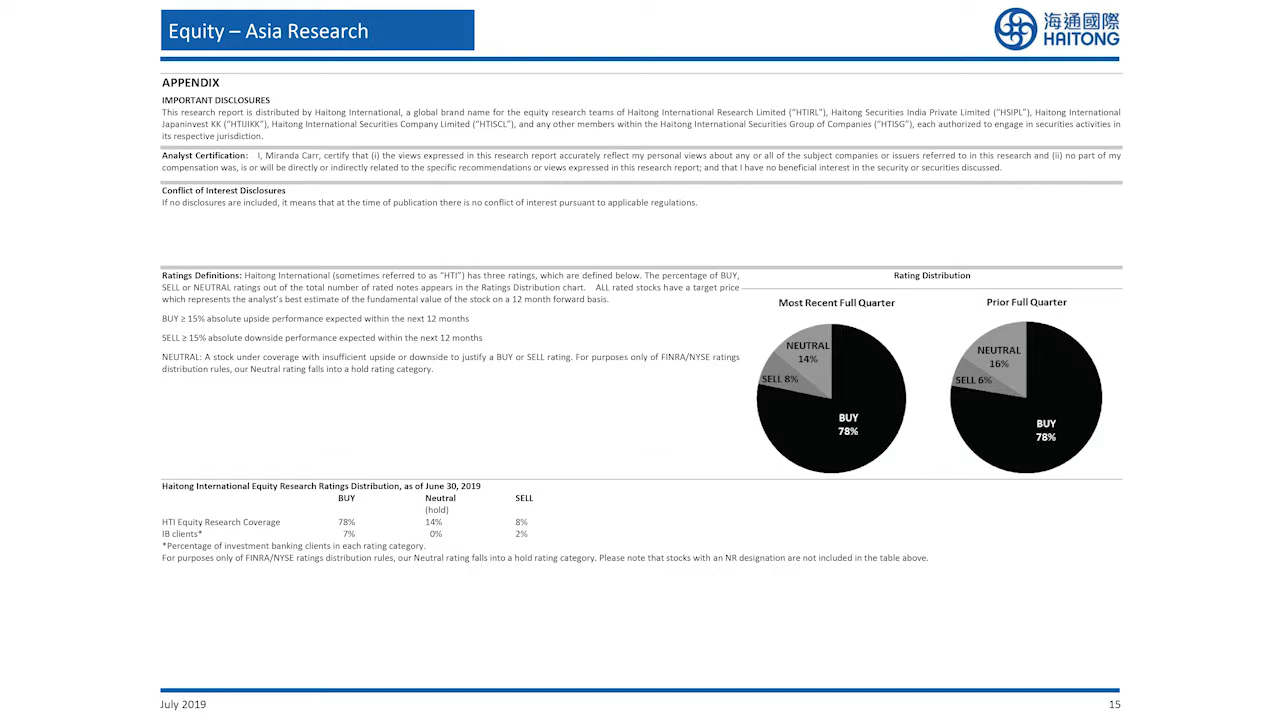 Equity – Asia Research
海通國際
HAITONG
APPENDIX
IMPORTANT DISCLOSURES
This research report is distributed by Haitong International, a global brand name for the equity research teams of Haitong International Research Limited (“HTIRL”), Haitong Securities India Private Limited (“HSIPL”), Haitong International
Japaninvest KK (“HTIJIKK”), Haitong International Securities Company Limited (“HTISCL”), and any other members within the Haitong International Securities Group of Companies (“HTISG”), each authorized to engage in securities activities in
its respective jurisdiction.
Analyst Certification: I, Miranda Carr, certify that (i) the views expressed in this research report accurately reflect my personal views about any or all of the subject companies or issuers referred to in this research and (ii) no part of my
compensation was, is or will be directly or indirectly related to the specific recommendations or views expressed in this research report; and that I have no beneficial interest in the security or securities discussed.
Conflict of Interest Disclosures
If no disclosures are included, it means that at the time of publication there is no conflict of interest pursuant to applicable regulations.
Ratings Definitions: Haitong International (sometimes referred to as “HTI”) has three ratings, which are defined below. The percentage of BUY,
SELL or NEUTRAL ratings out of the total number of rated notes appears in the Ratings Distribution chart. ALL rated stocks have a target price
which represents the analyst’s best estimate of the fundamental value of the stock on a 12 month forward basis.
BUY ≥ 15% absolute upside performance expected within the next 12 months
SELL ≥ 15% absolute downside performance expected within the next 12 months
NEUTRAL: A stock under coverage with insufficient upside or downside to justify a BUY or SELL rating. For purposes only of FINRA/NYSE ratings
distribution rules, our Neutral rating falls into a hold rating category.
Rating Distribution
Most Recent Full Quarter
NEUTRAL
14%
SELL 8%
BUY
78%
Prior Full Quarter
NEUTRAL
16%
SELL 6%
BUY
78%
Haitong International Equity Research Ratings Distribution, as of June 30, 2019
BUY Neutral SELL
(hold)
HTI Equity Research Coverage 78% 14% 8%
IB clients* 7% 0% 2%
*Percentage of investment banking clients in each rating category.
For purposes only of FINRA/NYSE ratings distribution rules, our Neutral rating falls into a hold rating category. Please note that stocks with an NR designation are not included in the table above.
July 2019
15